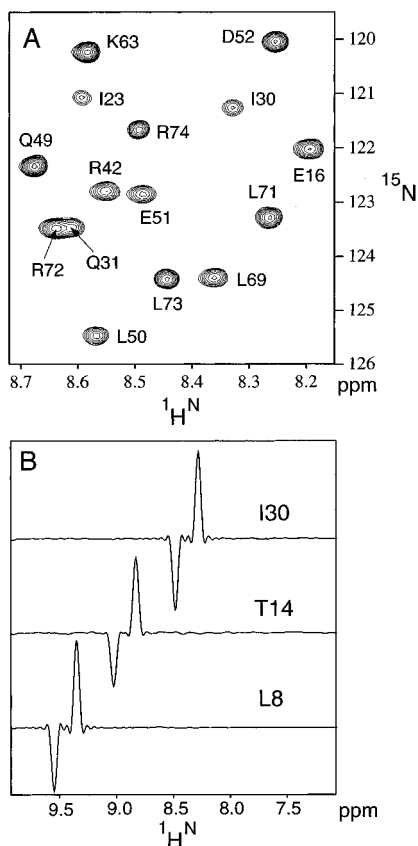 A
K63
D52
120
I23
I30
121
R74
Q49
122
R42
E16
15N
E51
L71
123
R72
Q31
L73
L69
124
L50
125
126
8.7 8.6 8.5 8.4 8.3 8.2 ppm
1HN
B
I30
T14
L8
9.5 9.0 8.5 8.0 7.5 ppm
1HN